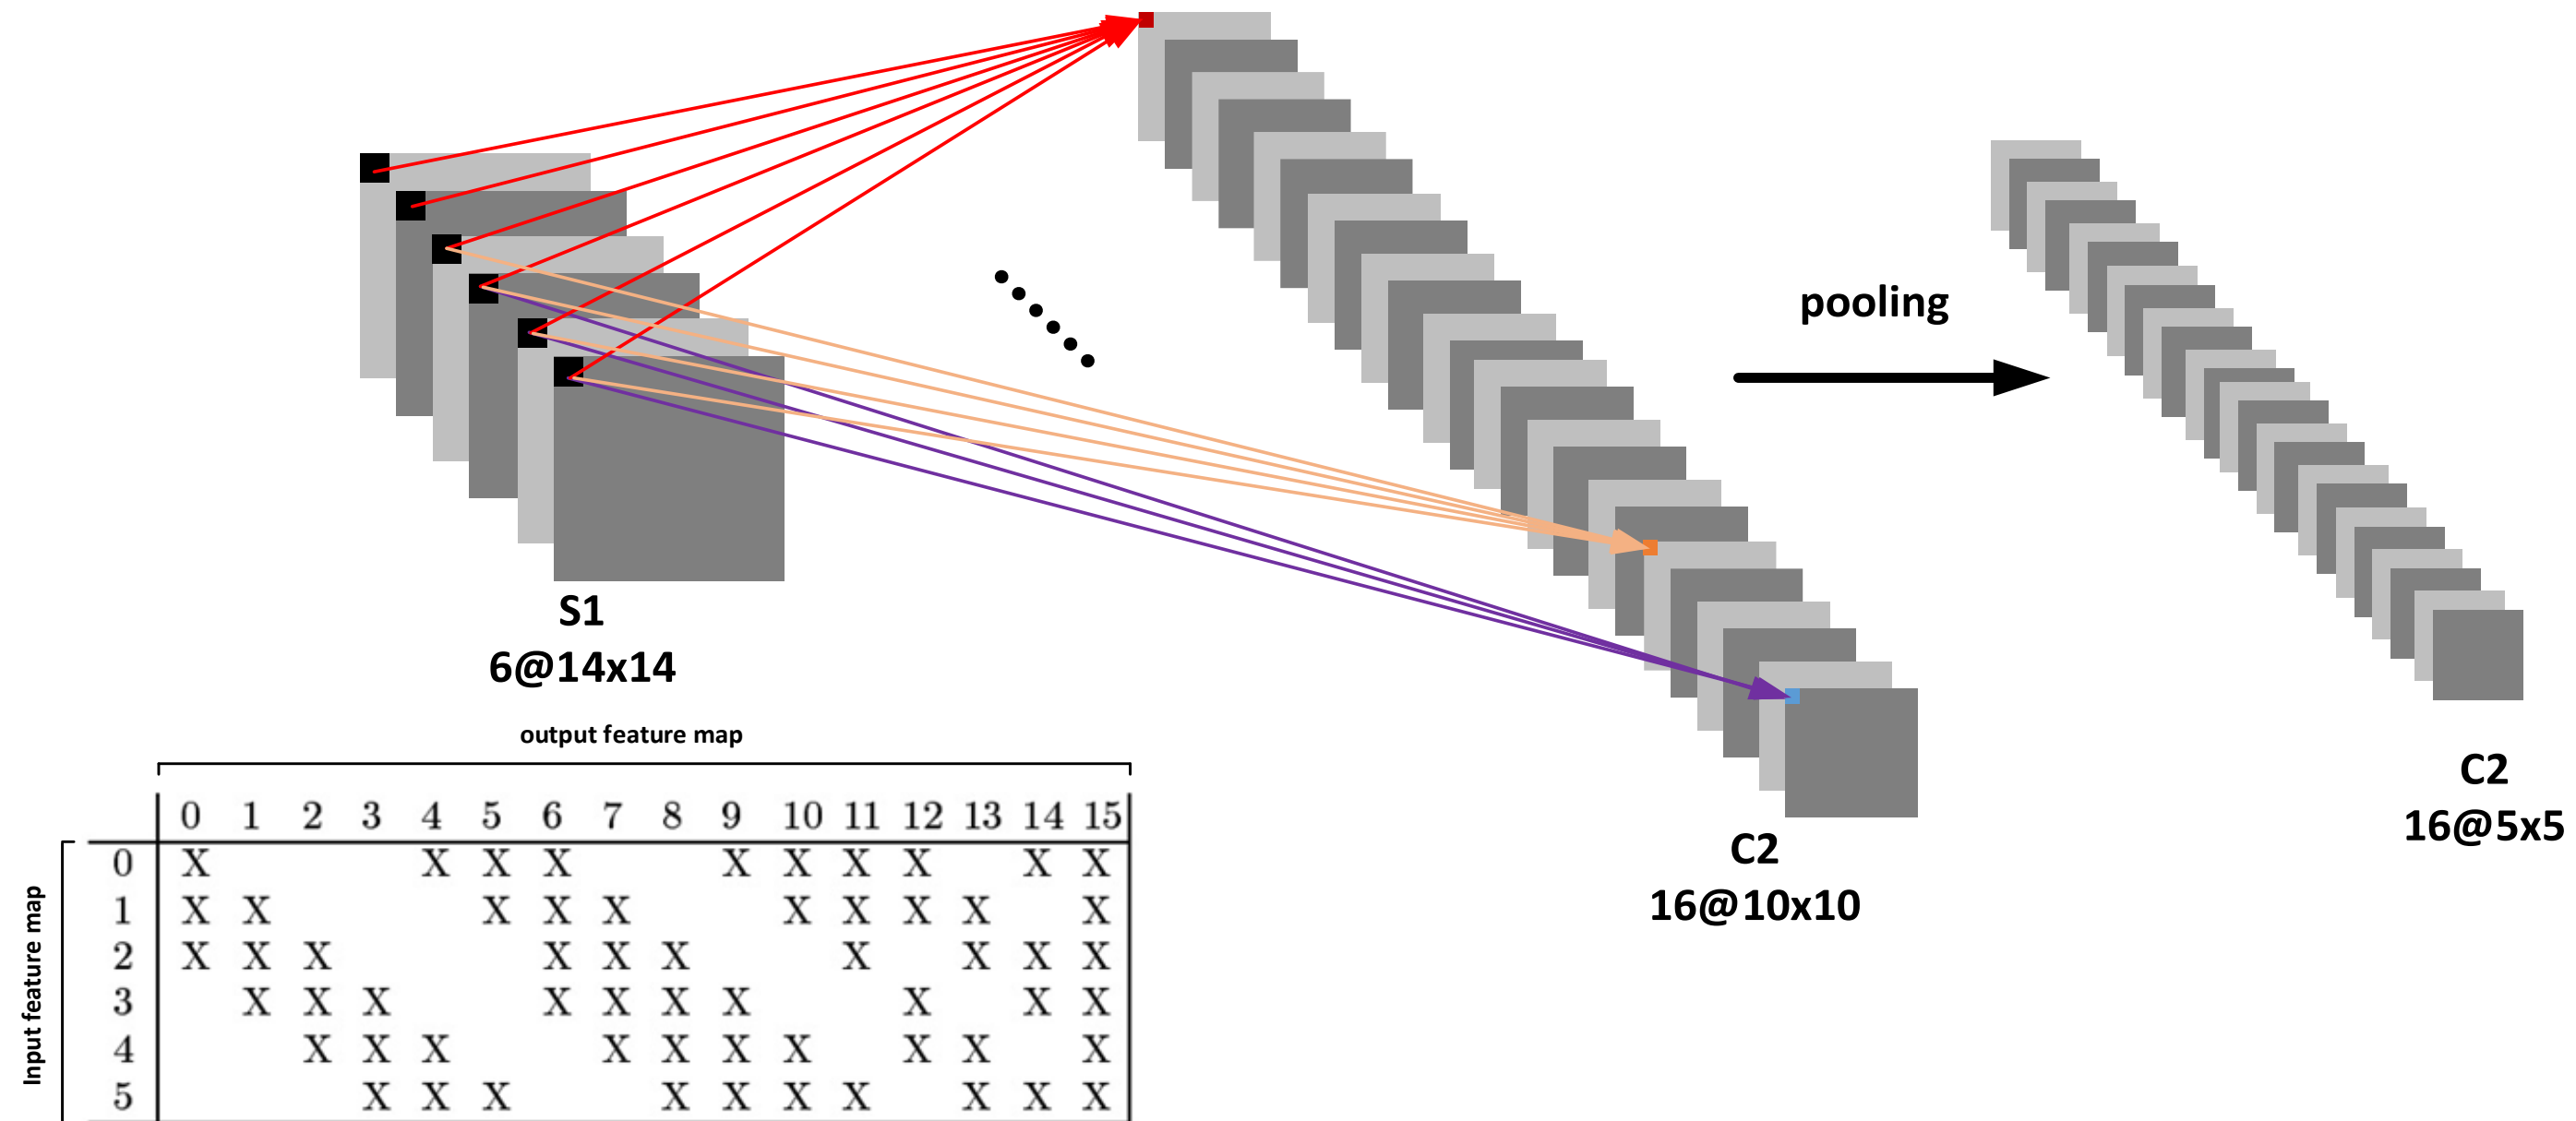 pooling
S1
6@14x14
C2
16@10x10
C2
16@5x5
output feature map
Input feature map
0 1 2 3 4 5 6 7 8 9 10 11 12 13 14 15
0 X X X X X X X X X X
1 X X X X X X X X X X
2 X X X X X X X X X X
3 X X X X X X X X X X
4 X X X X X X X X X X
5 X X X X X X X X X X